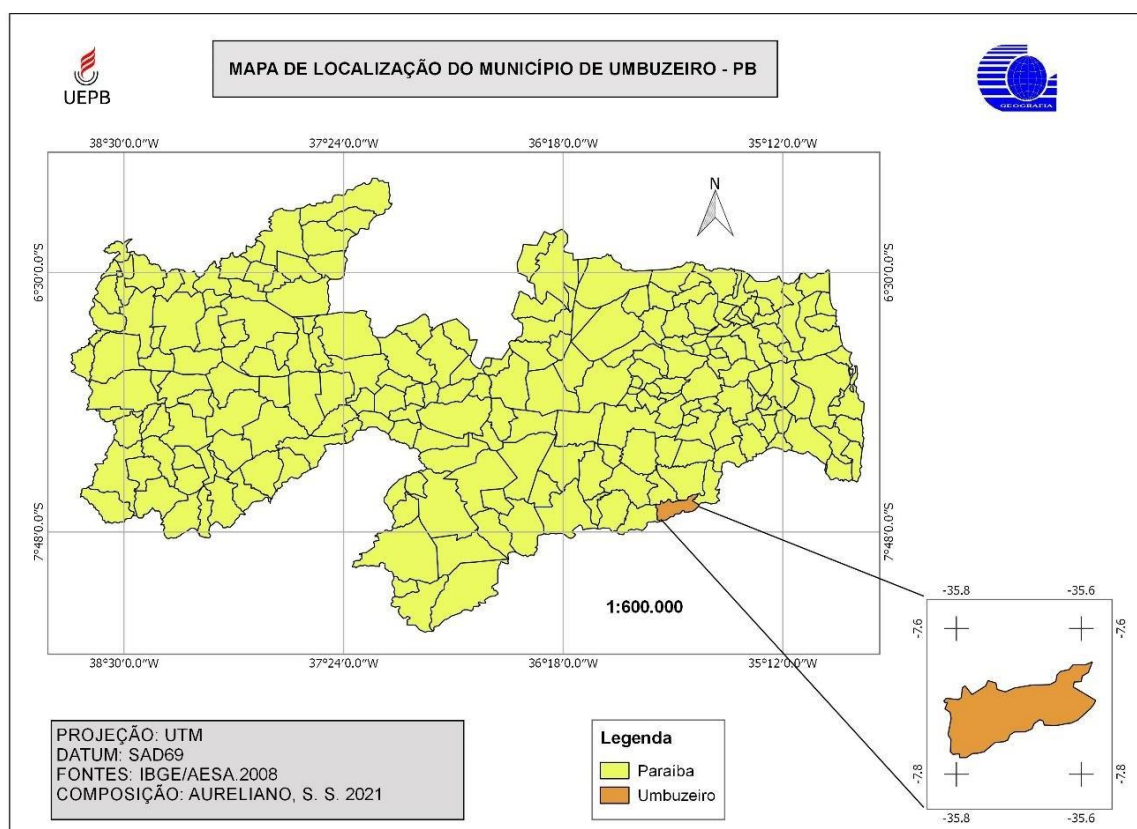 UEPB
MAPA DE LOCALIZAÇÃO DO MUNICÍPIO DE UMBUZEIRO - PB
GEOGRAFIA
38°30'0.0"W 37°24'0.0"W 36°18'0.0"W 35°12'0.0"W
N
6°30'0.0"S 6°30'0.0"S
7°48'0.0"S 7°48'0.0"S
1:600.000
38°30'0.0"W 37°24'0.0"W 36°18'0.0"W 35°12'0.0"W
-35.8 -35.6
-7.6 -7.6
-7.8 -7.8
-35.8 -35.6
PROJEÇÃO: UTM
DATUM: SAD69
FONTES: IBGE/AESA.2008
COMPOSIÇÃO: AURELIANO, S. S. 2021
Legenda
Paraiba
Umbuzeiro